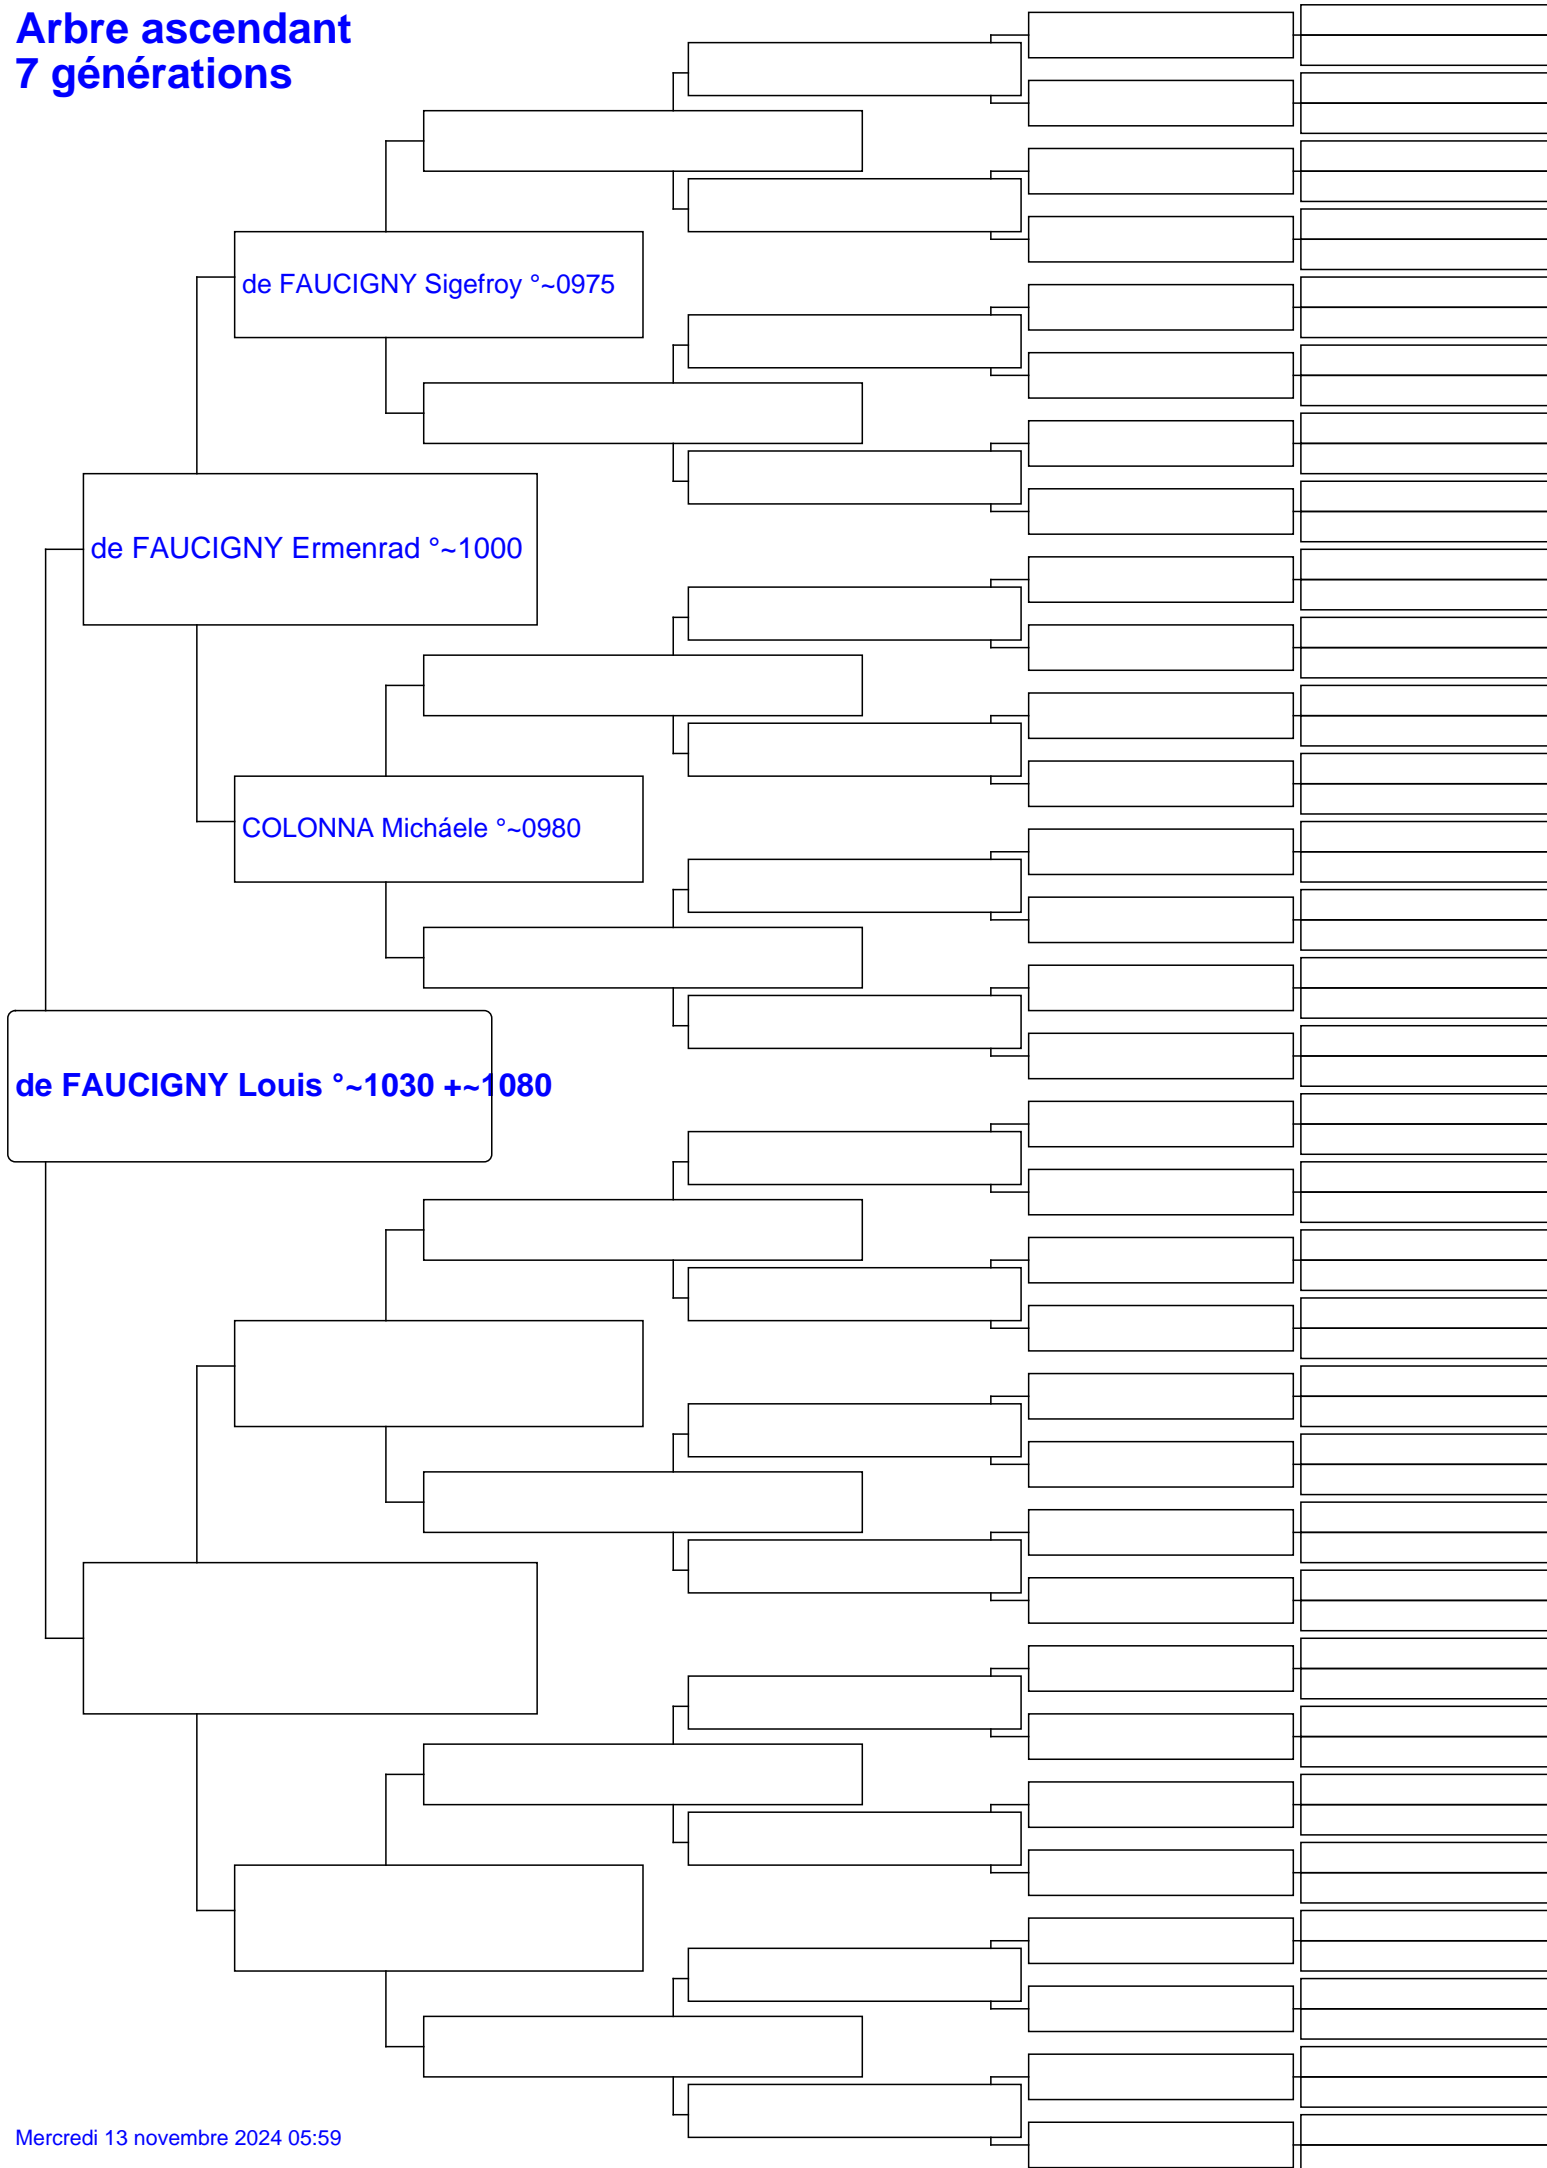 Arbre ascendant
7 générations
de FAUCIGNY Sigefroy °~0975
de FAUCIGNY Ermenrad °~1000
COLONNA Micháele °~0980
de FAUCIGNY Louis °~1030 +~1080
Mercredi 13 novembre 2024 05:59